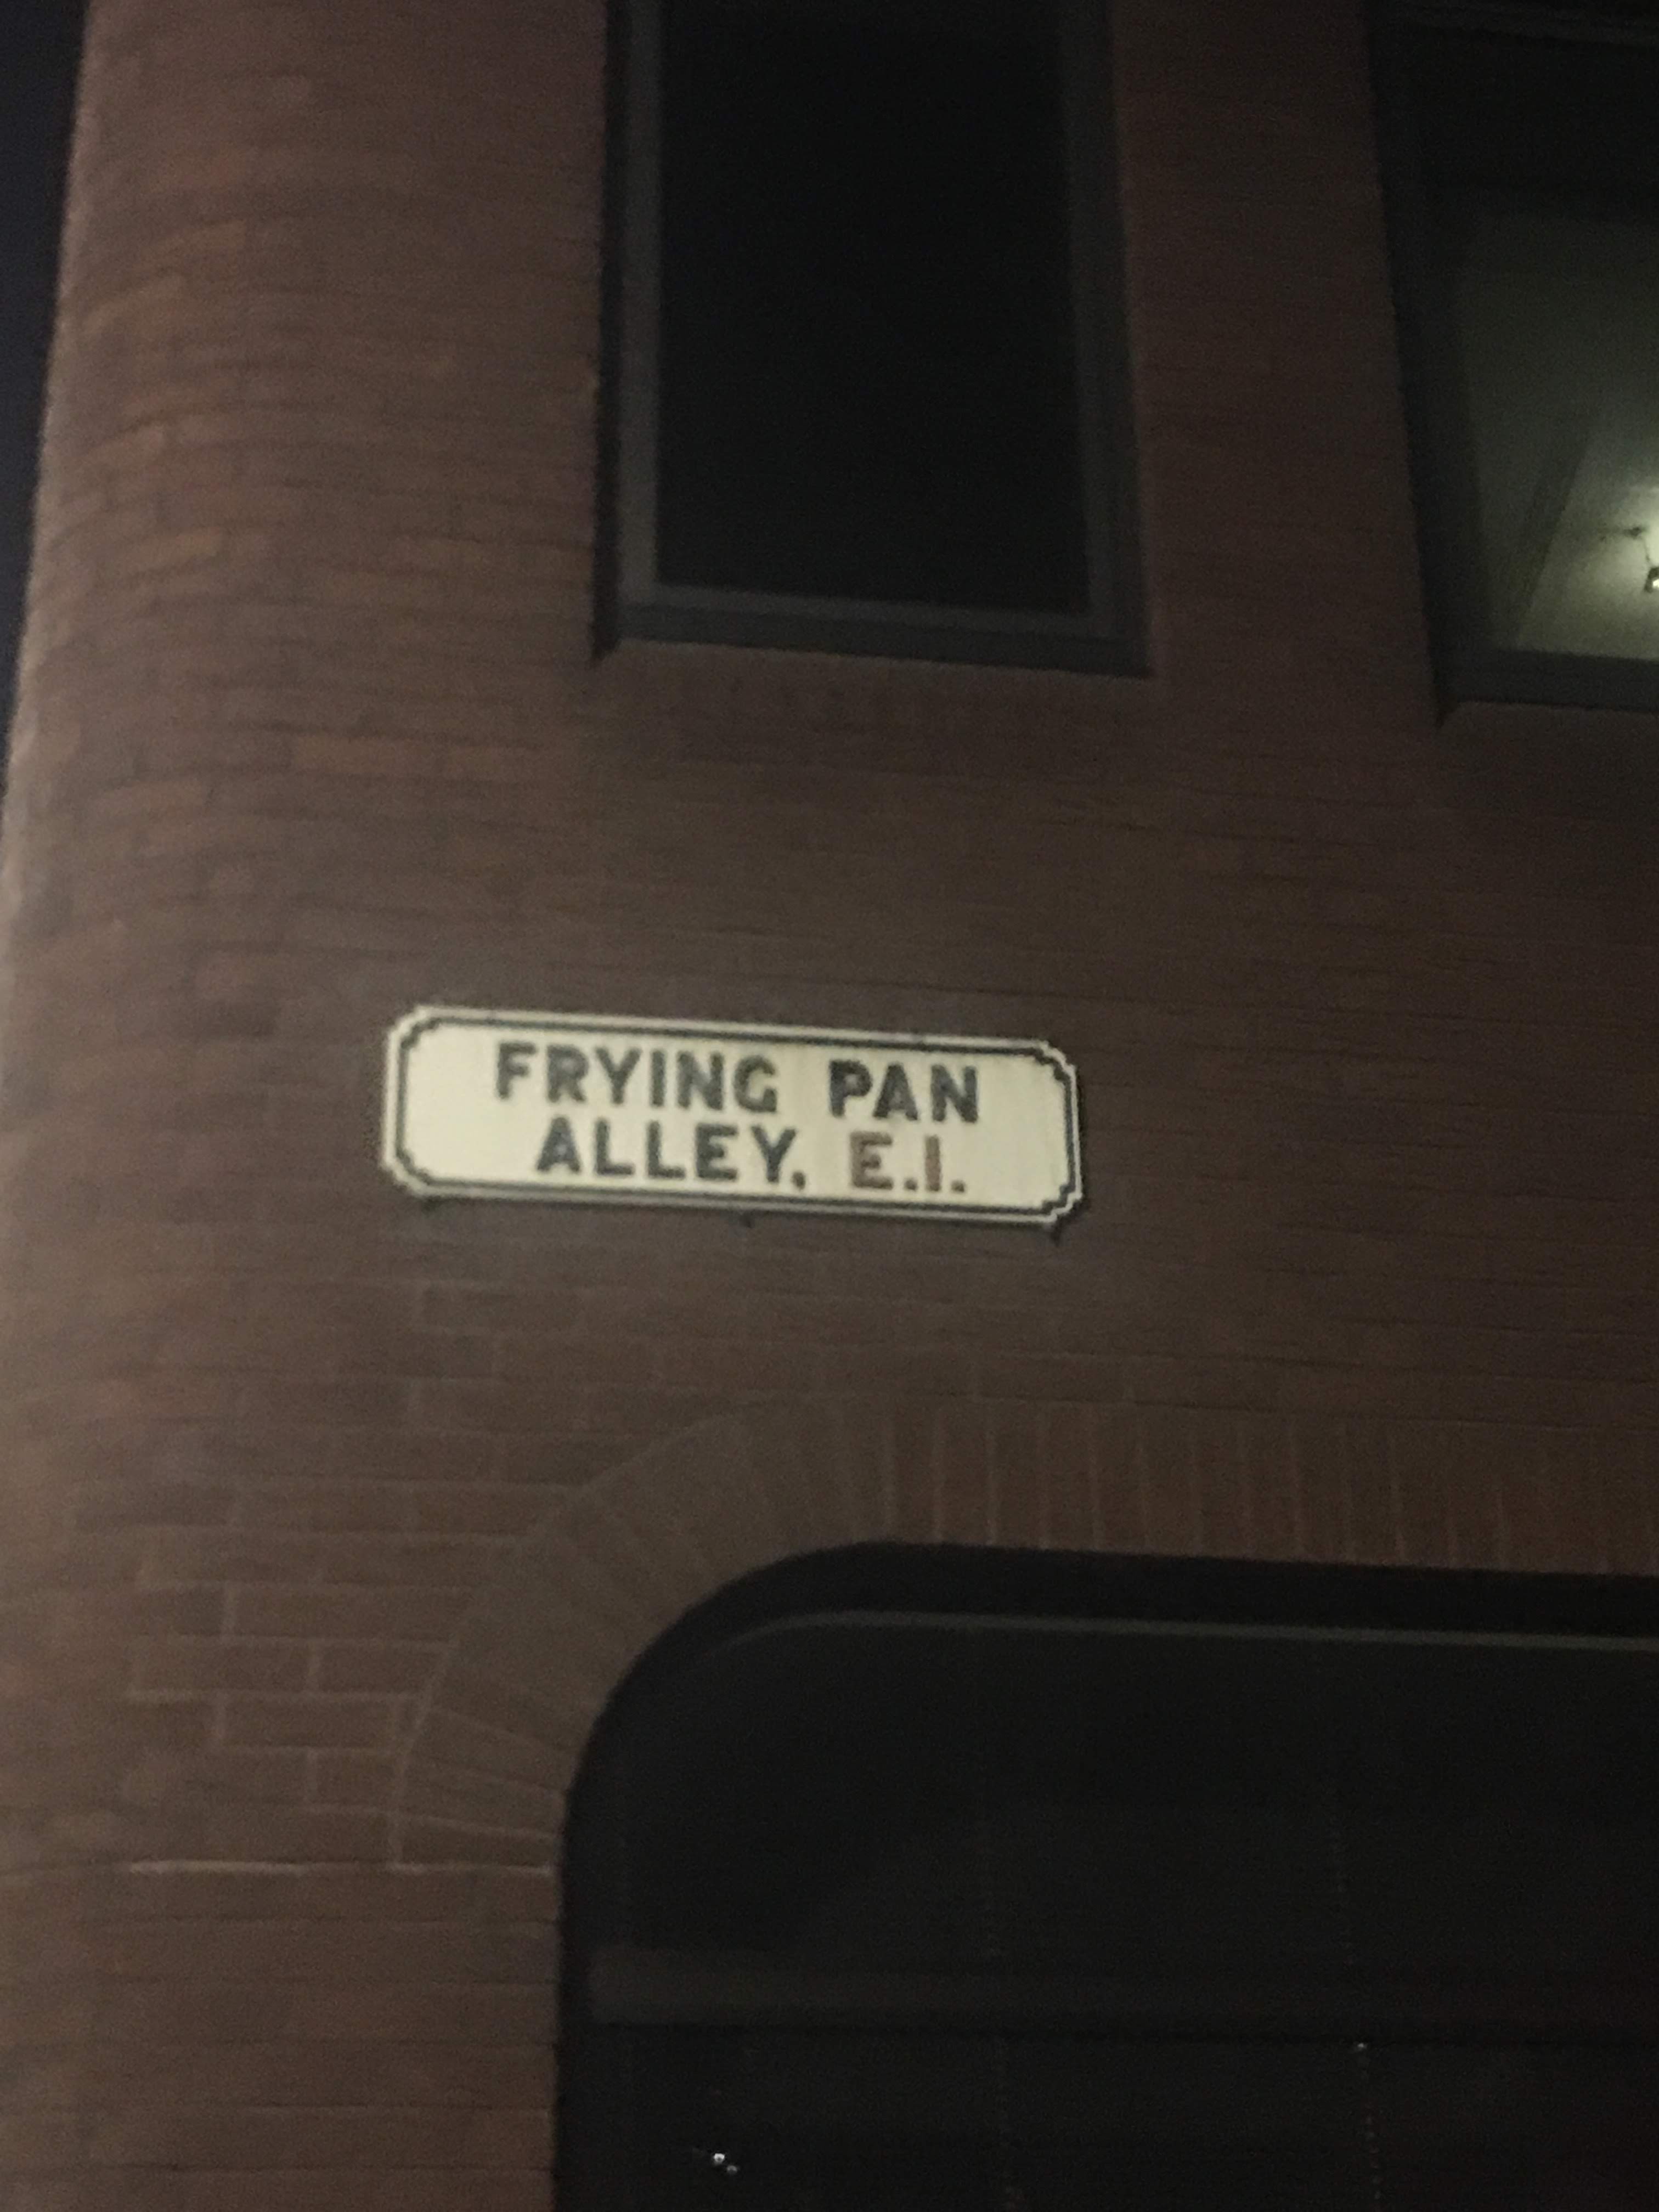 FRYING PAN
ALLEY, E.I.